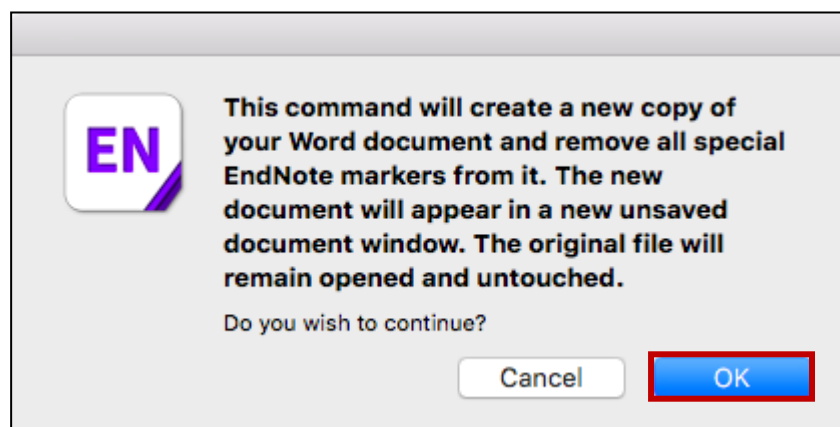 EN
This command will create a new copy of
your Word document and remove all special
EndNote markers from it. The new
document will appear in a new unsaved
document window. The original file will
remain opened and untouched.
Do you wish to continue?
Cancel OK